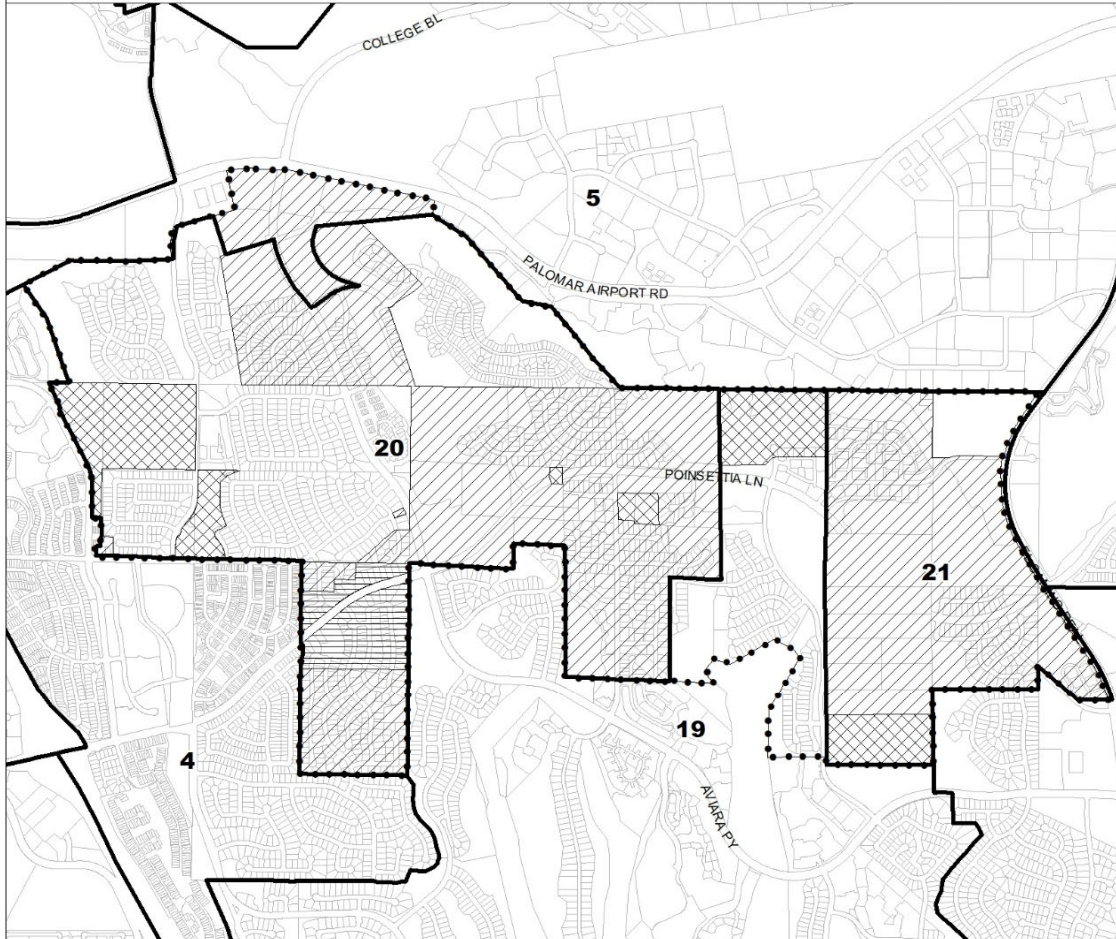 COLLEGE BL
5
PALOMAR AIRPORT RD
20
POINSETTIA LN
21
19
4
AVIARA PY